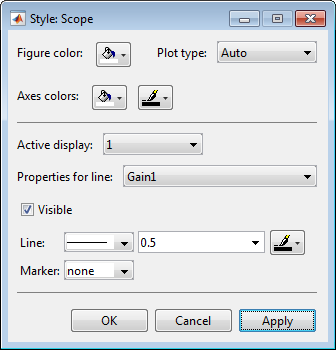 Style: Scope
Figure color: Plot type: Auto
Axes colors:
Active display: 1
Properties for line: Gain1
Visible
Line: 0.5
Marker: none
OK Cancel Apply